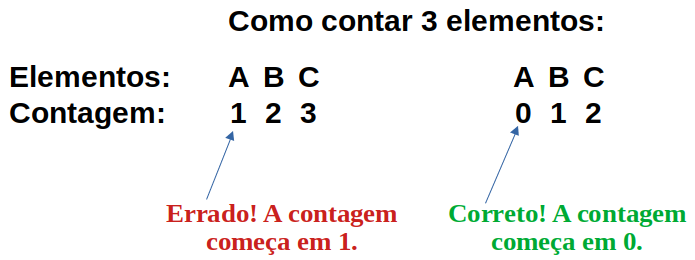 Como contar 3 elementos:
Elementos: A B C A B C
Contagem: 1 2 3 0 1 2
Errado! A contagem começa em 1.
Correto! A contagem começa em 0.